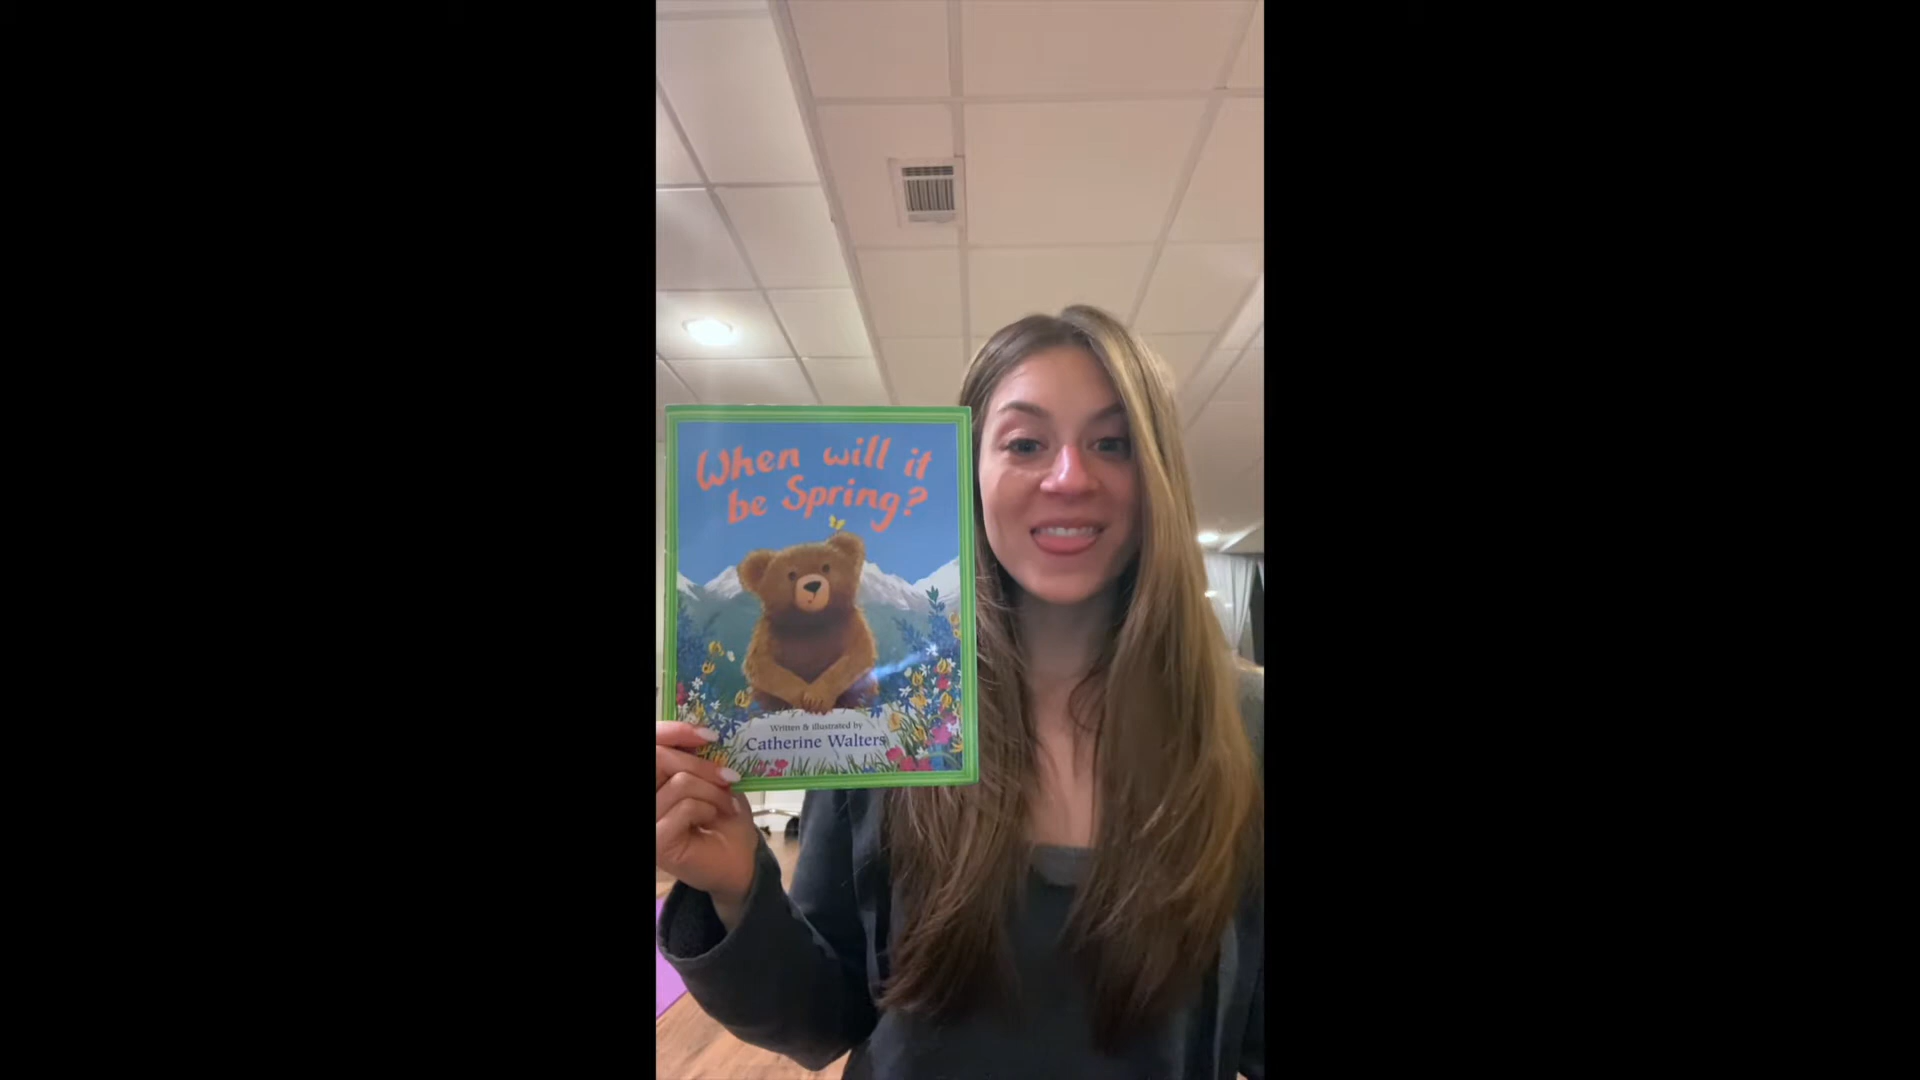 When will it
be Spring?
Written & illustrated by
Catherine Walters